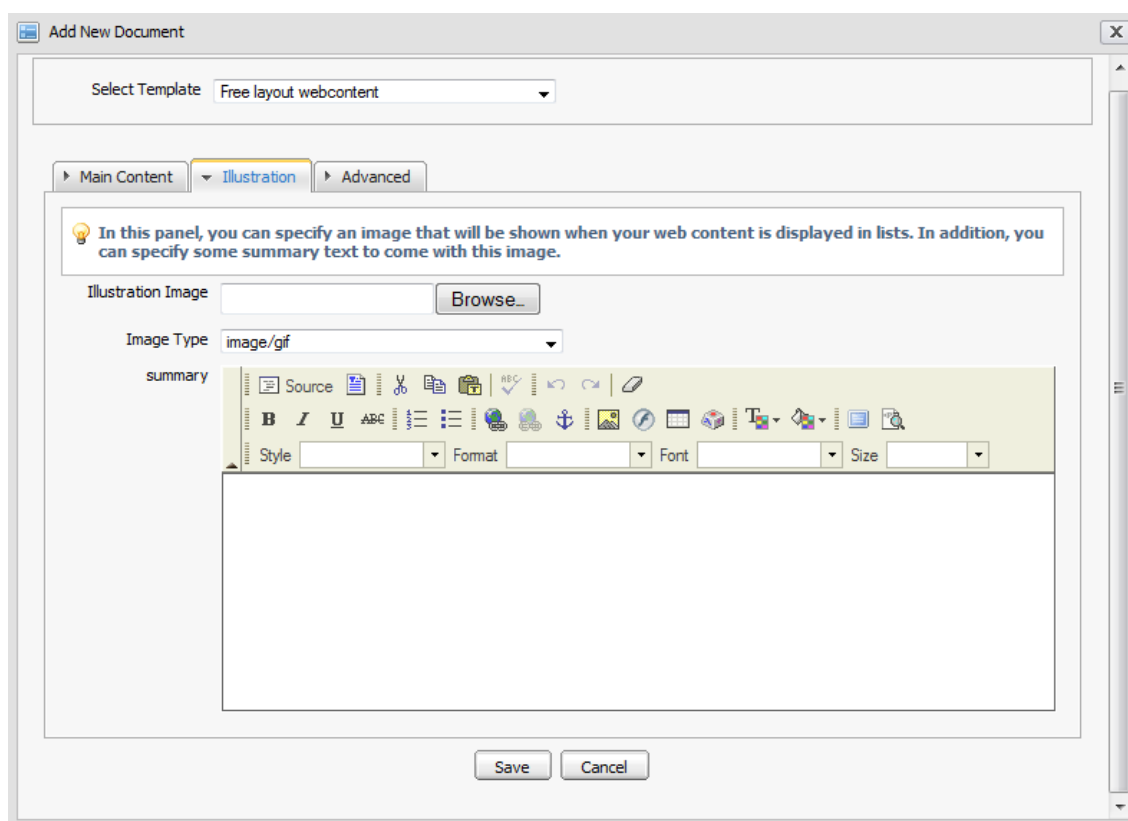 Add New Document
X
Select Template Free layout webcontent
Main Content Illustration Advanced
In this panel, you can specify an image that will be shown when your web content is displayed in lists. In addition, you
can specify some summary text to come with this image.
Illustration Image Browse...
Image Type image/gif
summary
Source ABC
B I U ABC
Style Format Font Size
Save Cancel